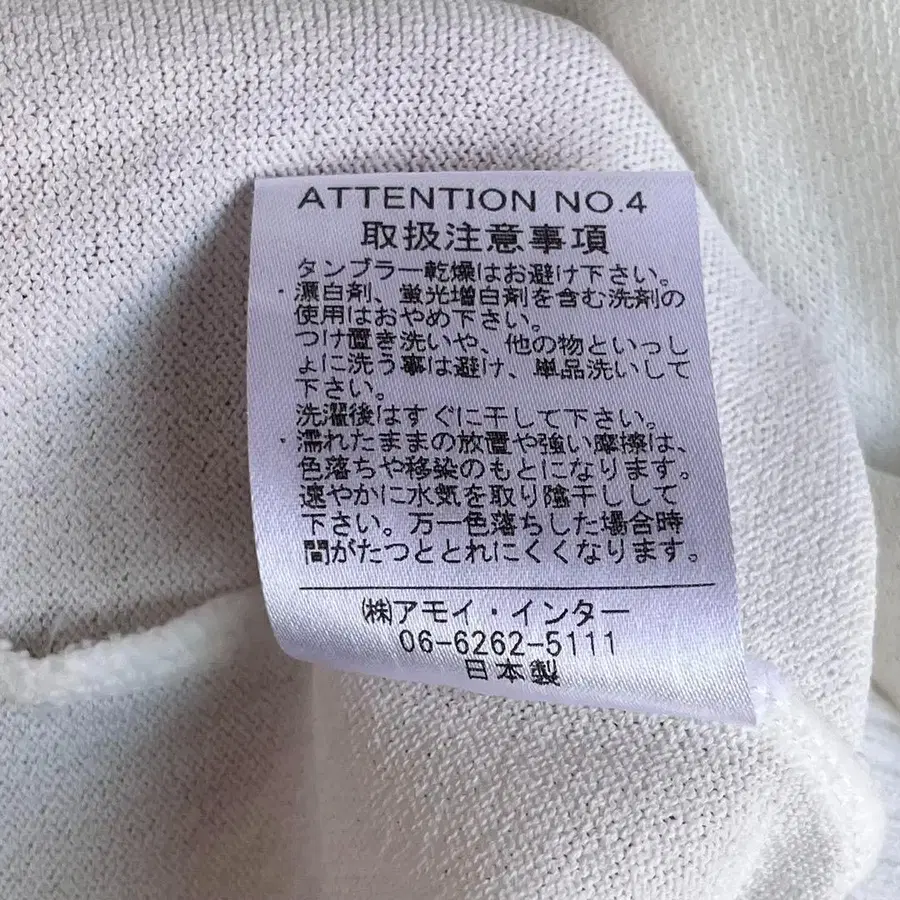 ATTENTION NO.4
取扱注意事項
タンブラー乾燥はお避け下さい。
・漂白剤、蛍光増白剤を含む洗剤の
使用はおやめ下さい。
つけ置き洗いや、他の物といっし
ょに洗う事は避け、単品洗いして
下さい。
洗濯後はすぐに干して下さい。
・濡れたままの放置や強い摩擦は、
色落ちや移染のもとになります。
速やかに水気を取り陰干しして
下さい。万一色落ちした場合時
間がたつととれにくくなります。
㈱アモイ・インター
06-6262-5111
日本製